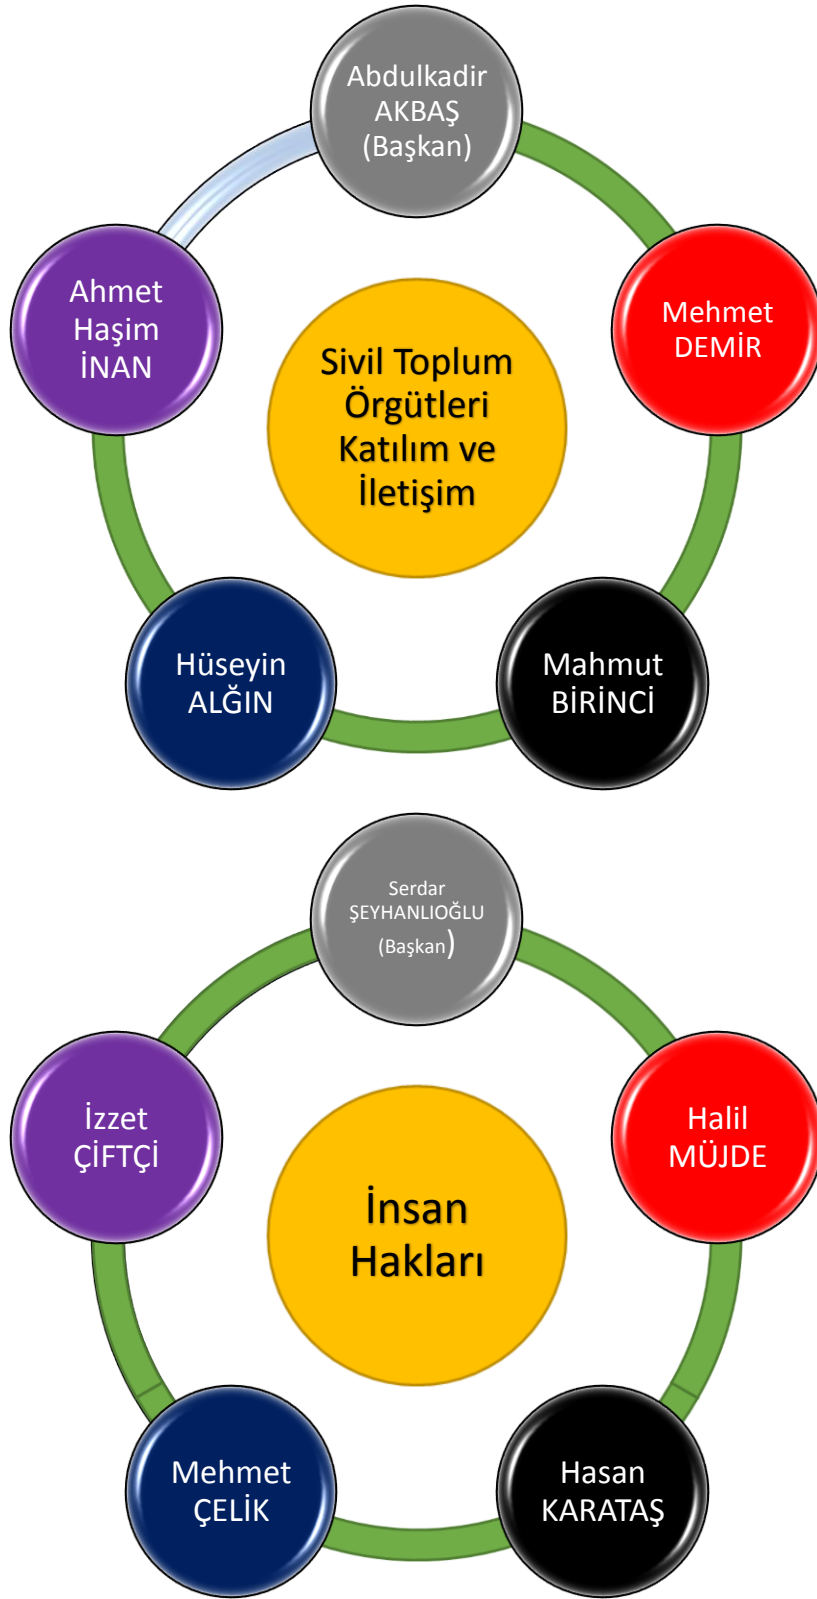 Abdulkadir
AKBAŞ
(Başkan)
Mehmet
DEMİR
Mahmut
BİRİNCİ
Hüseyin
ALĞIN
Ahmet
Haşim
İNAN
Sivil Toplum
Örgütleri
Katılım ve
İletişim
Serdar
ŞEYHANLIOĞLU
(Başkan)
Halil
MÜJDE
Hasan
KARATAŞ
Mehmet
ÇELİK
İzzet
ÇİFTÇİ
İnsan
Hakları